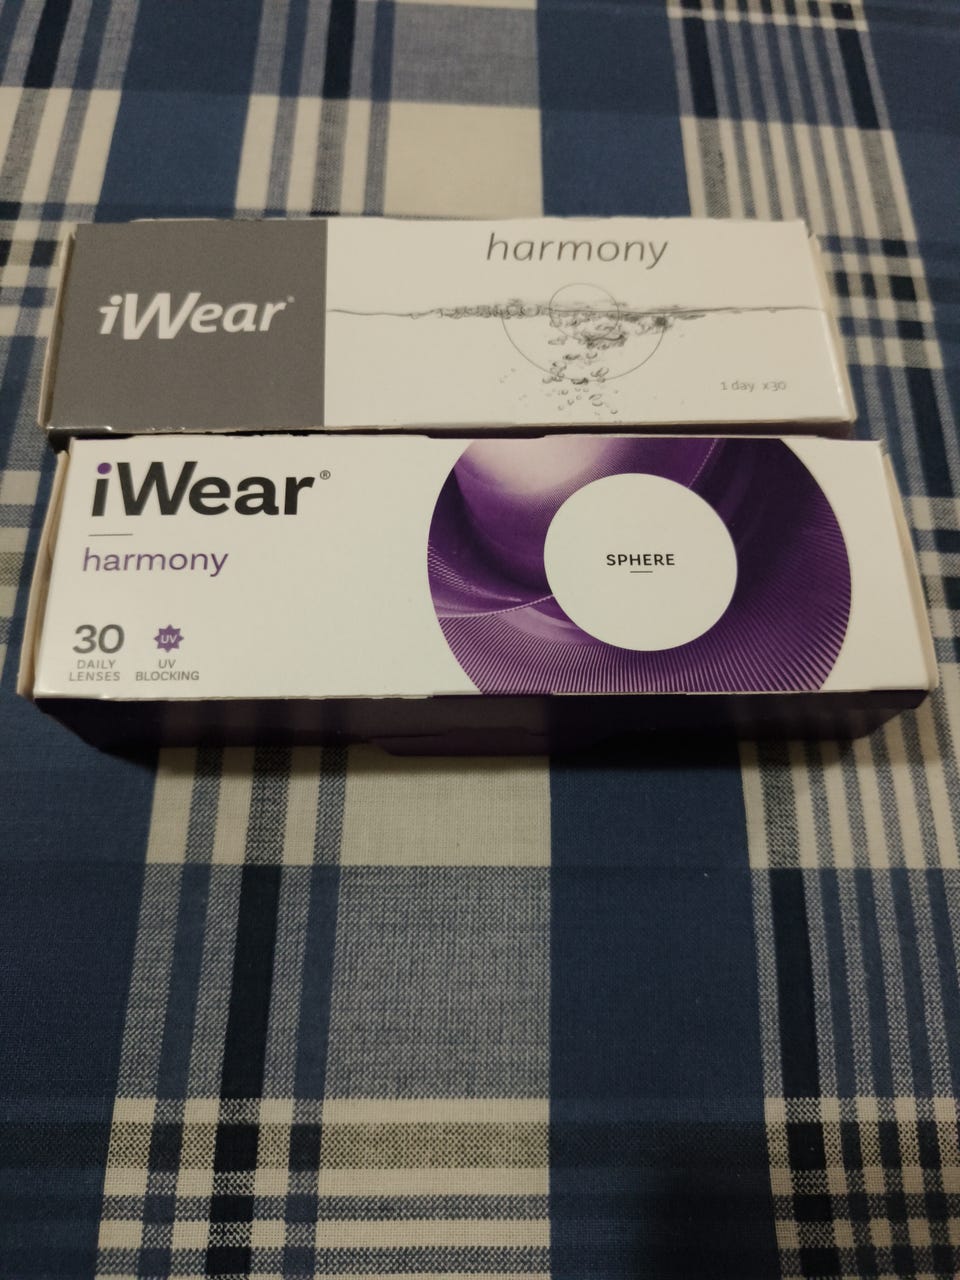 harmony
iWear®
1 day x30
iWear®
harmony
SPHERE
30
DAILY
LENSES
UV
UV
BLOCKING